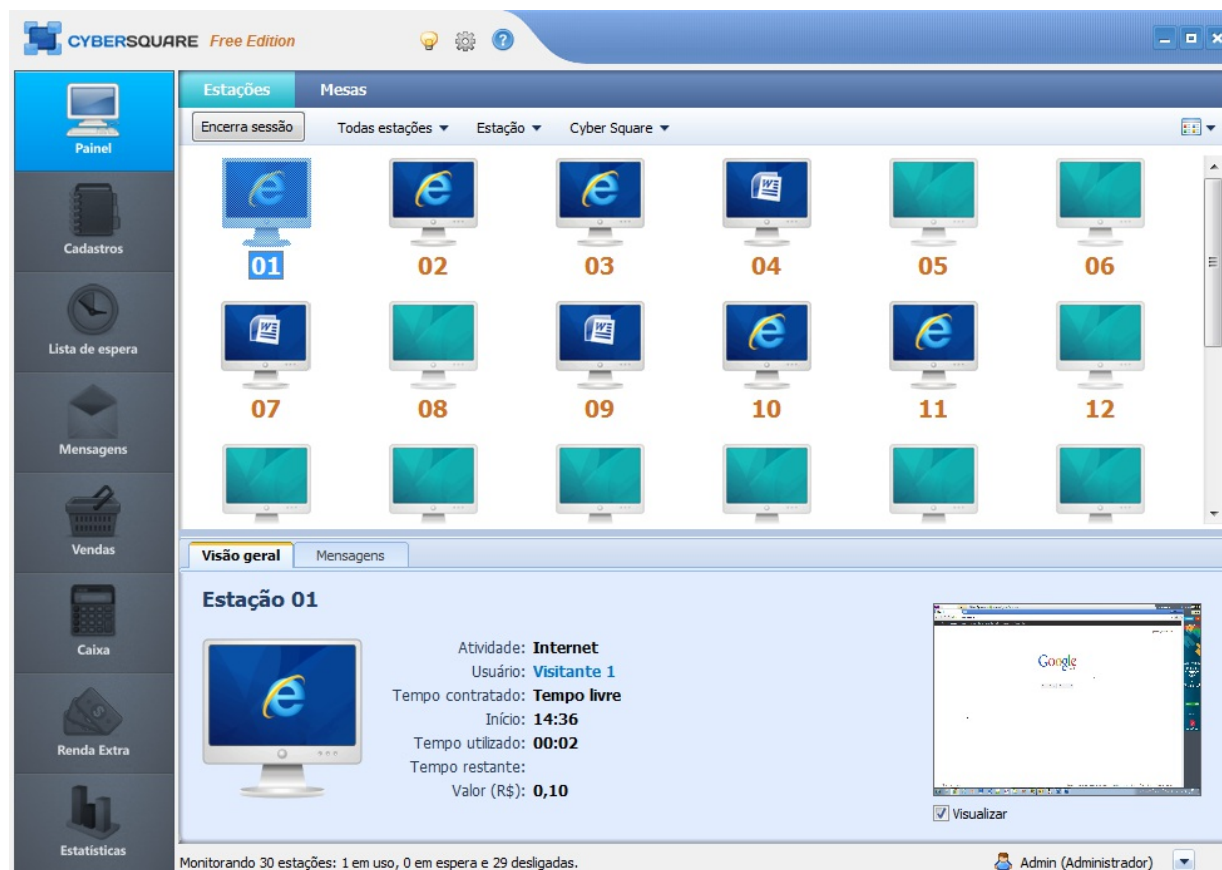 CYBERSQUARE Free Edition
Painel
Cadastros
Lista de espera
Mensagens
Vendas
Caixa
Renda Extra
Estatísticas
Estações Mesas
Encerra sessão Todas estações Estação Cyber Square
01 02 03 04 05 06
07 08 09 10 11 12
Visão geral Mensagens
Estação 01
Atividade: Internet
Usuário: Visitante 1
Tempo contratado: Tempo livre
Início: 14:36
Tempo utilizado: 00:02
Tempo restante:
Valor (R$): 0,10
Google
Visualizar
Monitorando 30 estações: 1 em uso, 0 em espera e 29 desligadas.
Admin (Administrador)